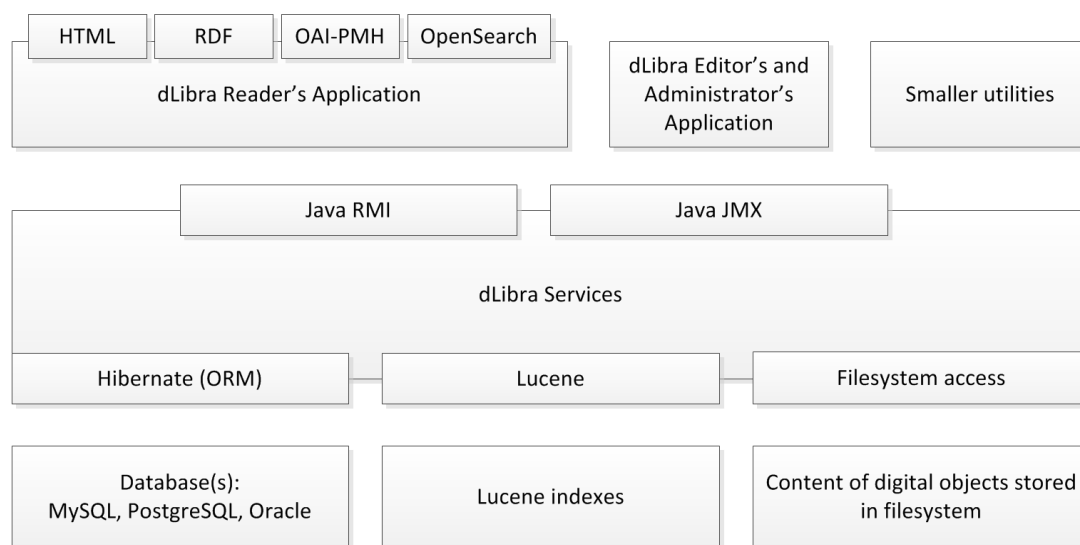 HTML
RDF
OAI-PMH
OpenSearch
dLibra Reader’s Application
dLibra Editor’s and
Administrator’s
Application
Smaller utilities
Java RMI
Java JMX
dLibra Services
Hibernate (ORM)
Lucene
Filesystem access
Database(s):
MySQL, PostgreSQL, Oracle
Lucene indexes
Content of digital objects stored
in filesystem